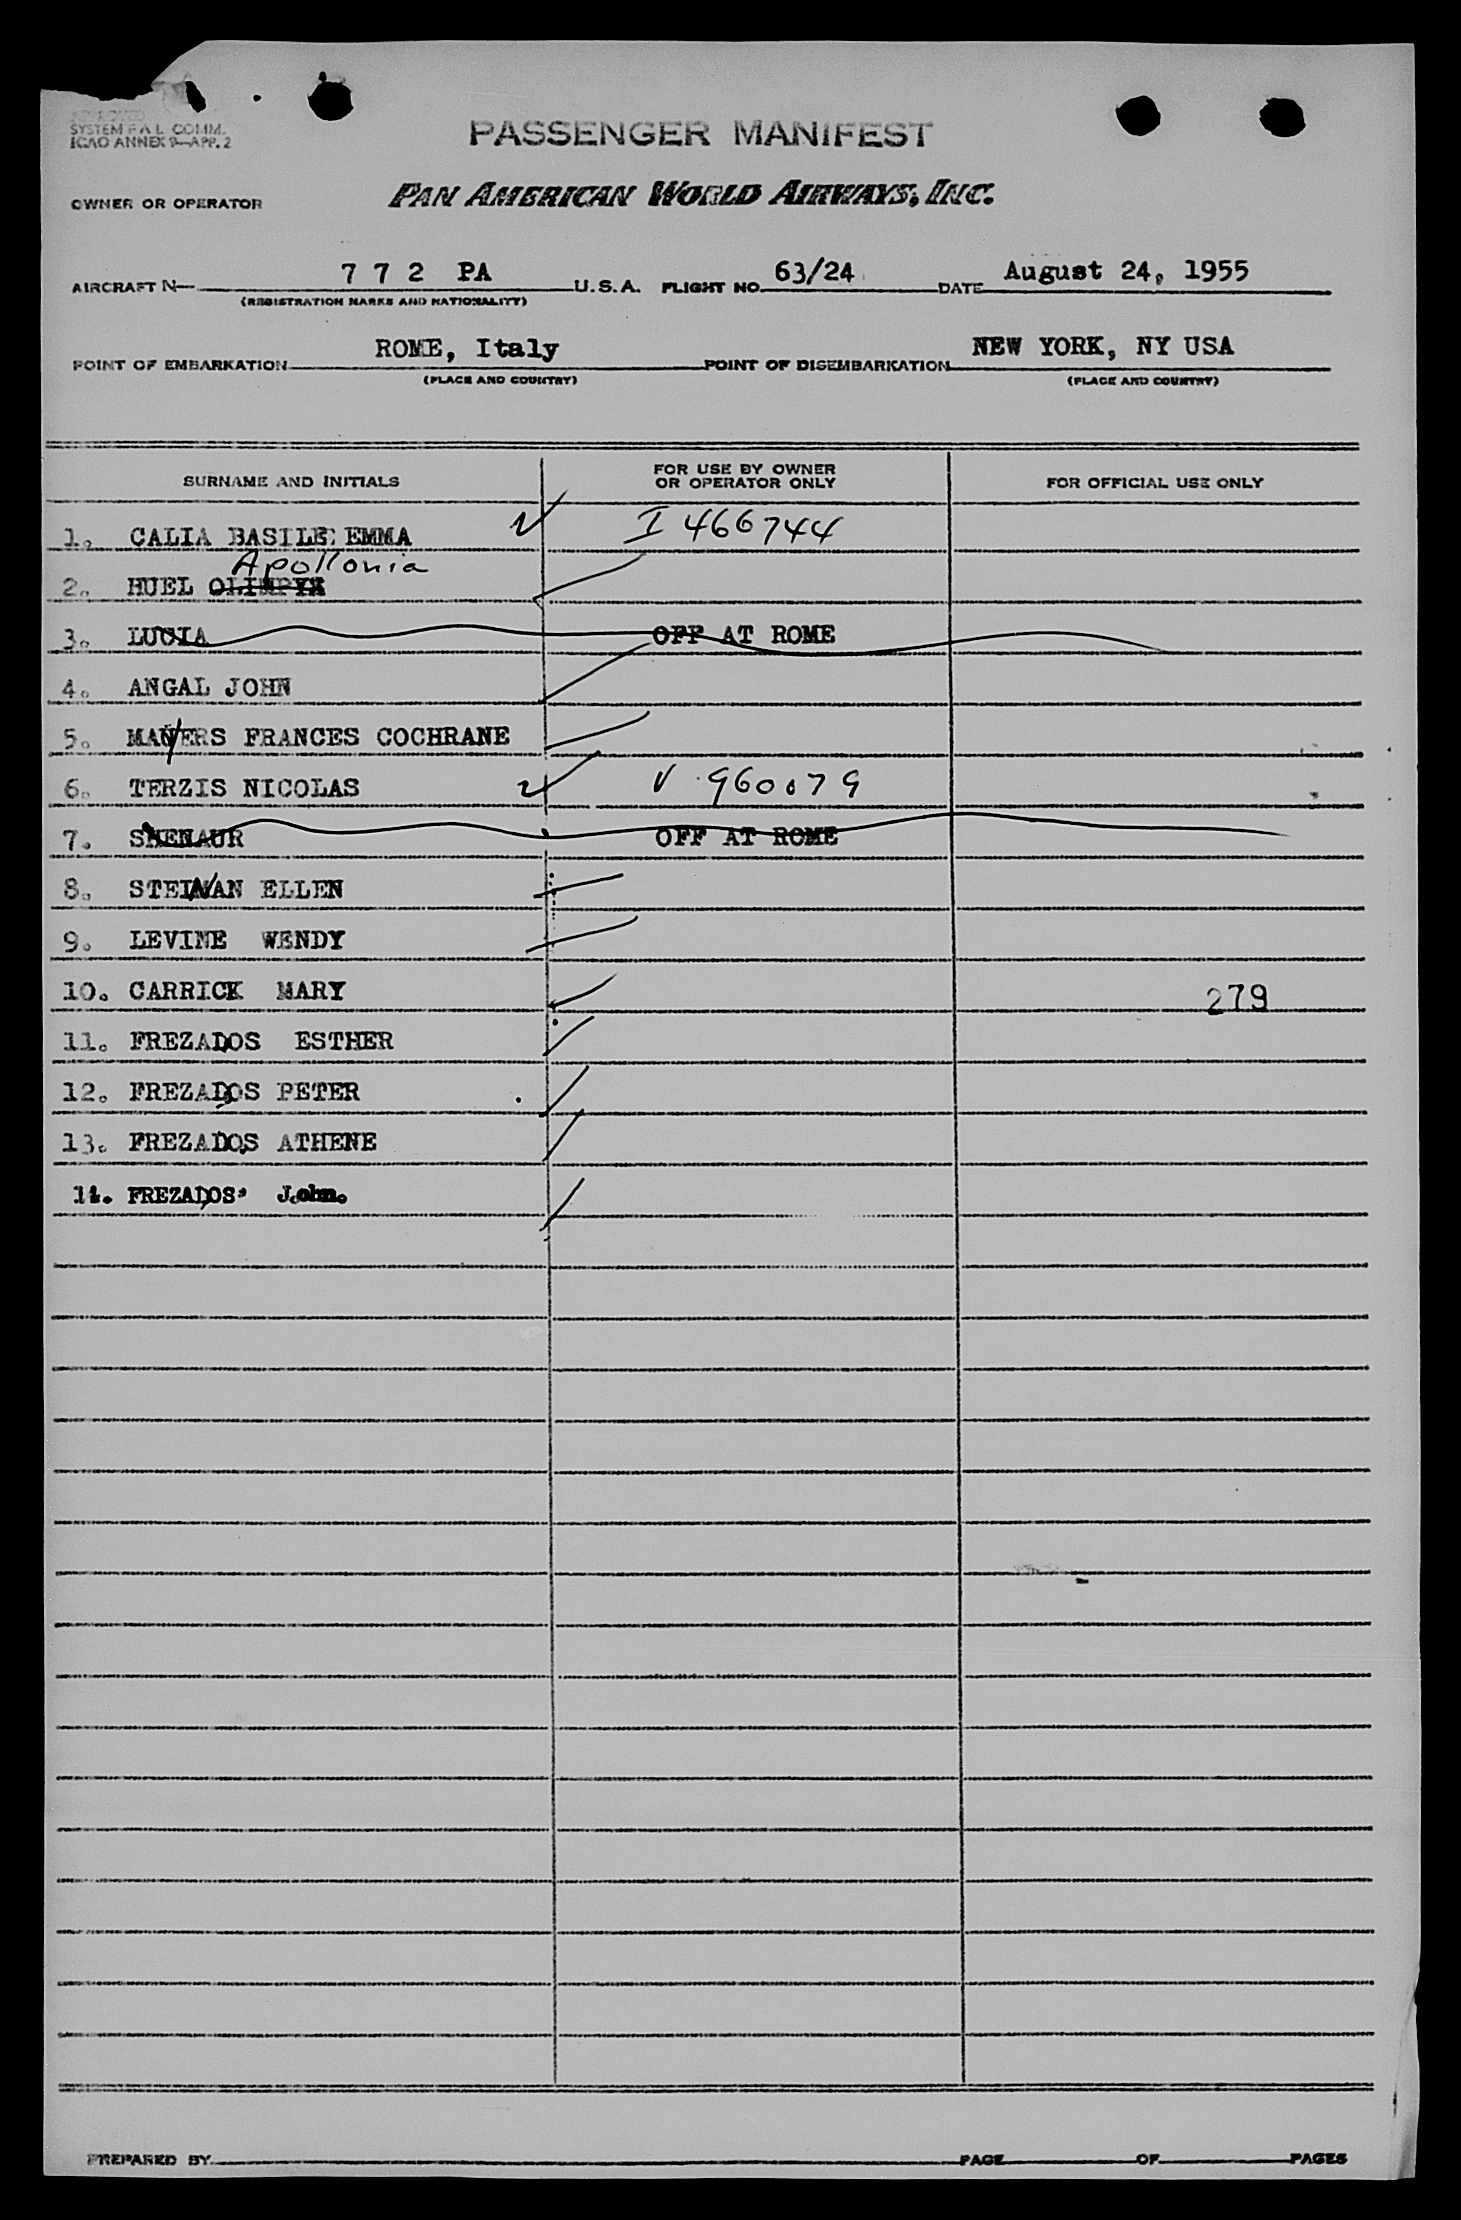 SYSTEM F A L COMM.
ICAO ANNEX 9—APP. 2
PASSENGER MANIFEST
OWNER OR OPERATOR PAN AMERICAN WORLD AIRWAYS, INC.
AIRCRAFT N— 7 7 2 PA U.S.A. FLIGHT NO. 63/24 DATE August 24, 1955
(REGISTRATION MARKS AND NATIONALITY)
POINT OF EMBARKATION ROME, Italy POINT OF DISEMBARKATION NEW YORK, NY USA
(PLACE AND COUNTRY) (PLACE AND COUNTRY)
SURNAME AND INITIALS FOR USE BY OWNER OR OPERATOR ONLY FOR OFFICIAL USE ONLY
1. CALIA BASILE EMMA I 466744
Apollonia
2. HUEL
3. LUCIA OFF AT ROME
4. ANGAL JOHN
5. MAYERS FRANCES COCHRANE
6. TERZIS NICOLAS V 960079
7. OFF AT ROME
8. STEINAN ELLEN
9. LEVINE WENDY
10. CARRICK MARY 279
11. FREZADOS ESTHER
12. FREZADOS PETER
13. FREZADOS ATHENE
14. FREZADOS John.
PREPARED BY PAGE OF PAGES